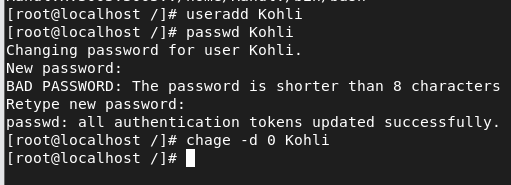 [root@localhost /]# useradd Kohli
[root@localhost /]# passwd Kohli
Changing password for user Kohli.
New password:
BAD PASSWORD: The password is shorter than 8 characters
Retype new password:
passwd: all authentication tokens updated successfully.
[root@localhost /]# chage -d 0 Kohli
[root@localhost /]#